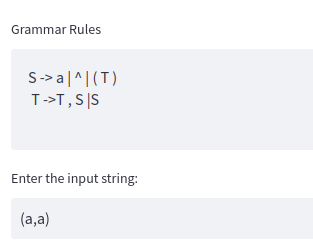 Grammar Rules
S -> a | ^ | ( T )
T ->T , S |S
Enter the input string:
(a,a)